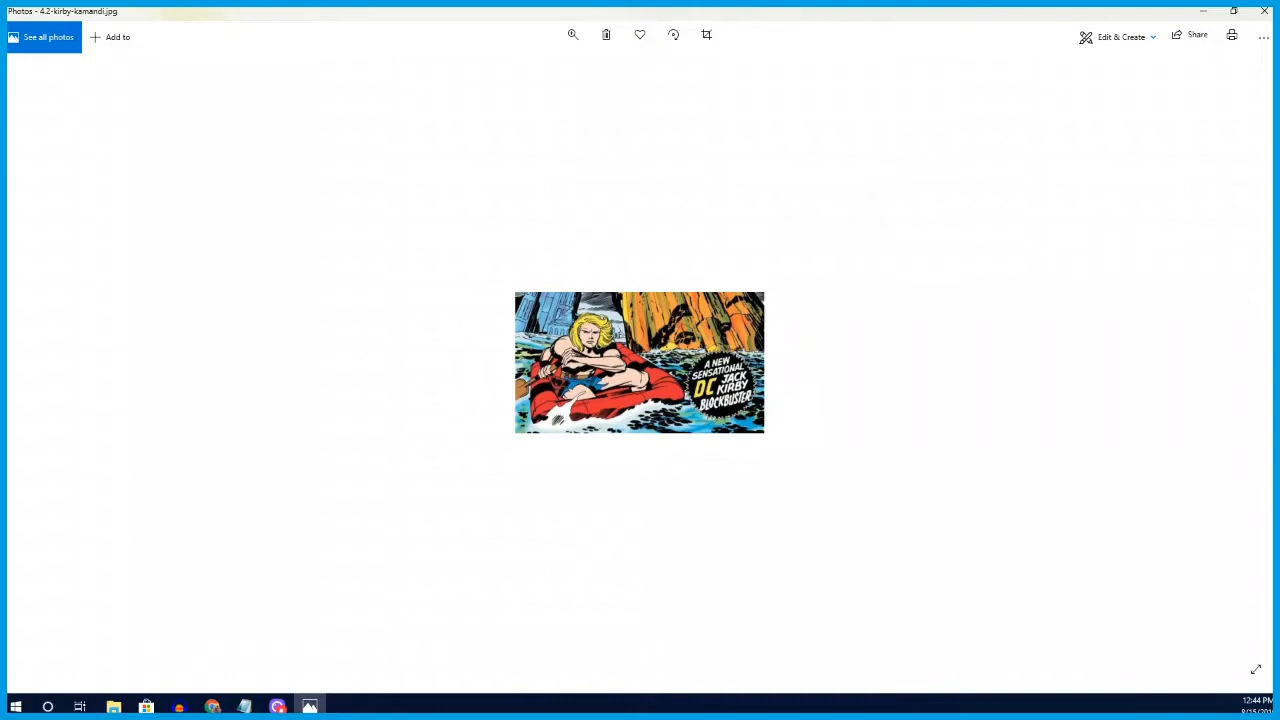 Photos - 4.2-kirby-kamandi.jpg
See all photos
Add to
Edit & Create
Share
A NEW
SENSATIONAL
DC JACK KIRBY
BLOCKBUSTER
12:44 PM